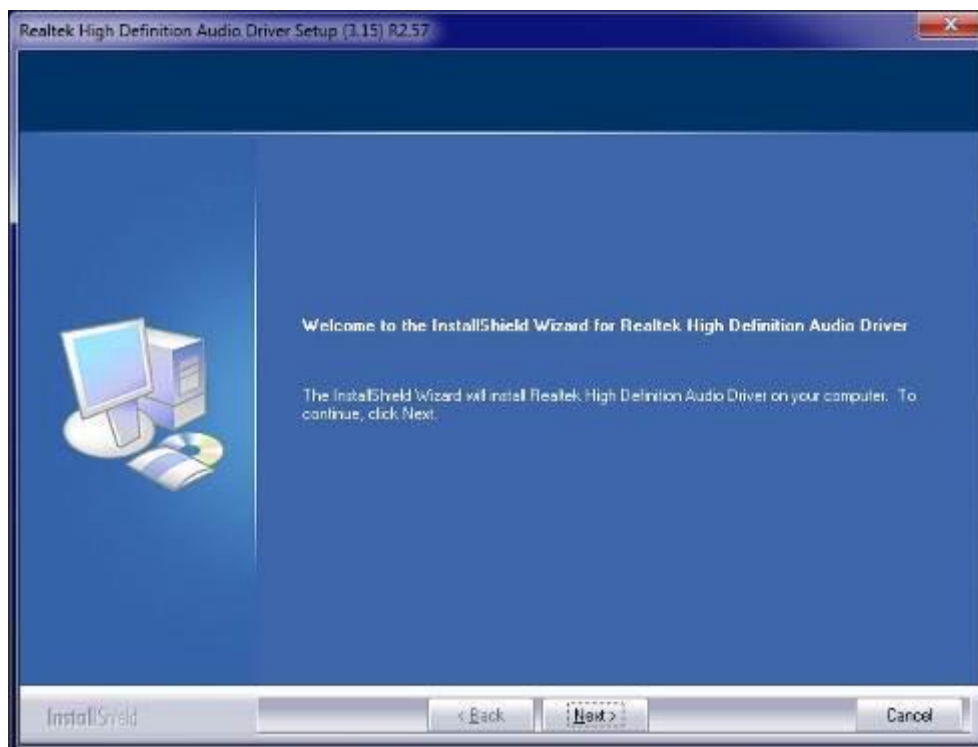 Realtek High Definition Audio Driver Setup (3.15) R2.57
Welcome to the InstallShield Wizard for Realtek High Definition Audio Driver
The InstallShield Wizard will install Realtek High Definition Audio Driver on your computer. To
continue, click Next.
InstallShield
< Back
Next >
Cancel